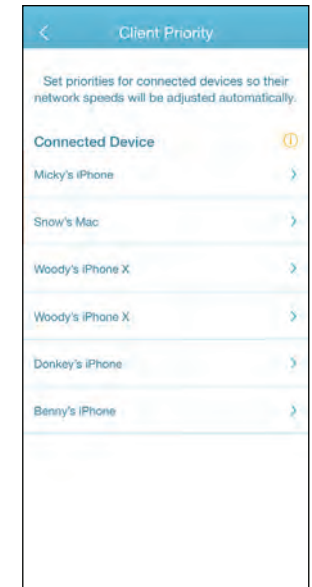 Client Priority
Set priorities for connected devices so their
network speeds will be adjusted automatically.
Connected Device
Micky's iPhone
Snow's Mac
Woody's iPhone X
Woody's iPhone X
Donkey's iPhone
Benny's iPhone